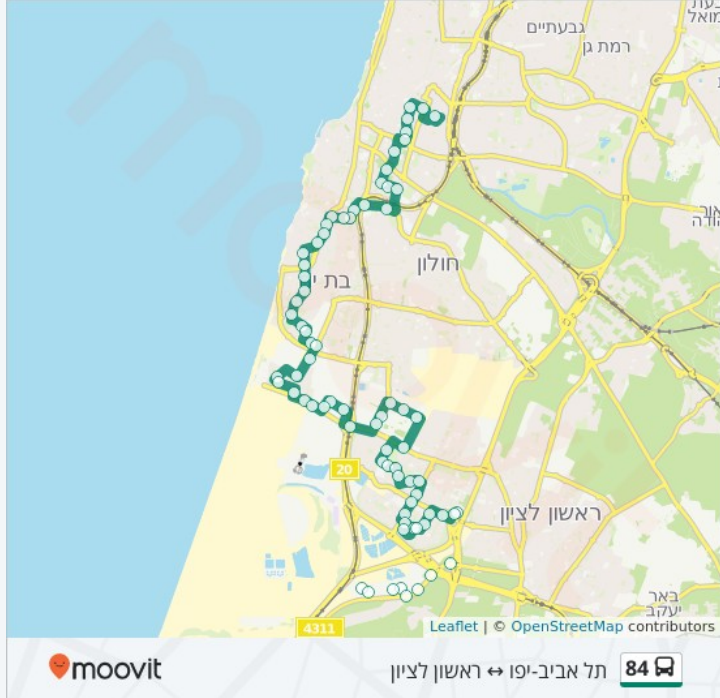 גבעתיים
רמת גן
חולון
בת י
20
ראשון לציון
באר
יעקב
4311
Leaflet | © OpenStreetMap contributors
moovit
תל אביב-יפו ↔ ראשון לציון
84